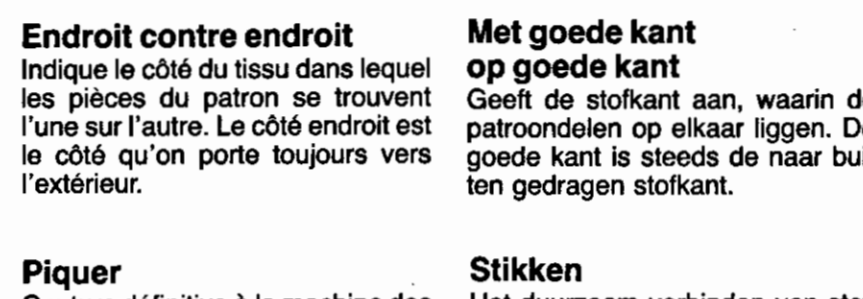 Endroit contre endroit
Indique le côté du tissu dans lequel
les pièces du patron se trouvent
l'une sur l'autre. Le côté endroit est
le côté qu'on porte toujours vers
l'extérieur.
Piquer
Met goede kant
op goede kant
Geeft de stofkant aan, waarin
patroondelen op elkaar liggen.
goede kant is steeds de naar
ten gedragen stofkant.
Stikken